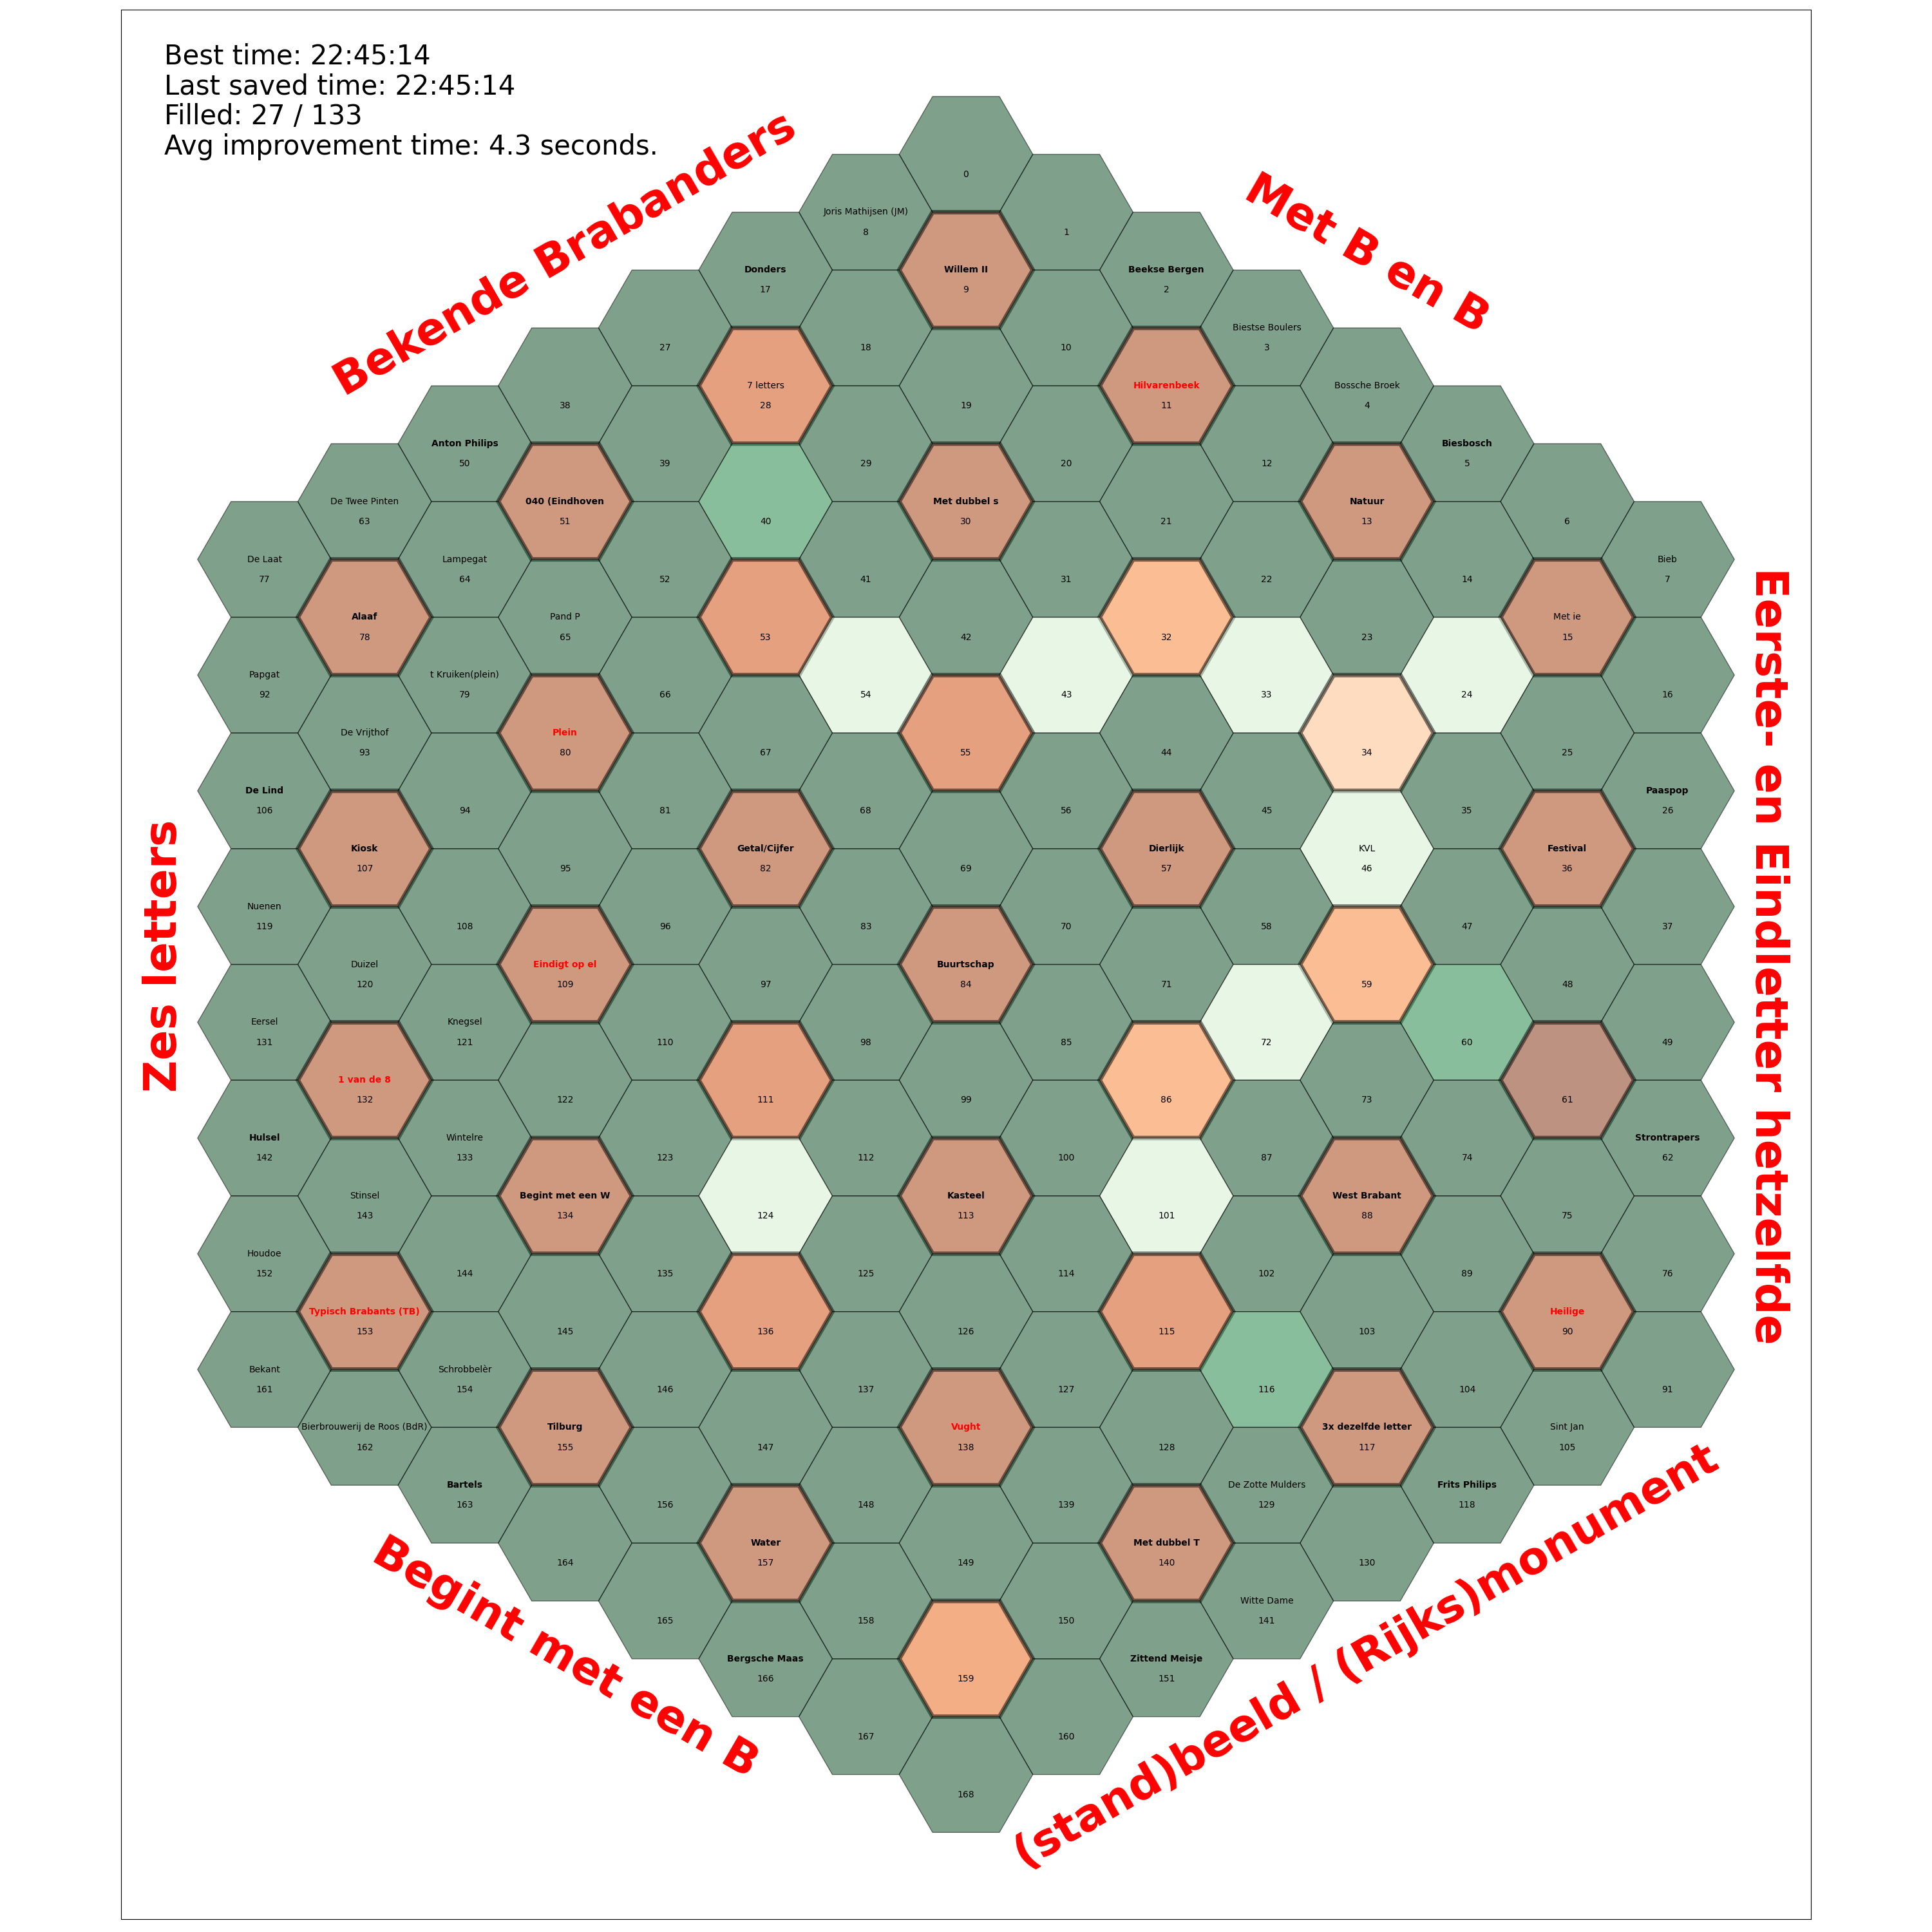 Best time: 22:45:14
Last saved time: 22:45:14
Filled: 27 / 133
Avg improvement time: 4.3 seconds.
Bekende Brabanders
Met B en B
Eerste- en Eindletter hetzelfde
(stand)beeld / (Rijks)monument
Begint met een B
Zes letters
0
Joris Mathijsen (JM)
8
1
Donders
17
Willem II
9
Beekse Bergen
2
27
18
10
Biestse Boulers
3
38
7 letters
28
19
Hilvarenbeek
11
Bossche Broek
4
Anton Philips
50
39
29
20
12
Biesbosch
5
De Twee Pinten
63
040 (Eindhoven
51
40
Met dubbel s
30
21
Natuur
13
6
De Laat
77
Lampegat
64
52
41
31
22
14
Bieb
7
Alaaf
78
Pand P
65
53
42
32
23
Met ie
15
Papgat
92
t Kruiken(plein)
79
66
54
43
33
24
16
De Vrijthof
93
Plein
80
67
55
44
34
25
De Lind
106
94
81
68
56
45
35
Paaspop
26
Kiosk
107
95
Getal/Cijfer
82
69
Dierlijk
57
KVL
46
Festival
36
Nuenen
119
108
96
83
70
58
47
37
Duizel
120
Eindigt op el
109
97
Buurtschap
84
71
59
48
Eersel
131
Knegsel
121
110
98
85
72
60
49
1 van de 8
132
122
111
99
86
73
61
Hulsel
142
Wintelre
133
123
112
100
87
74
Strontrapers
62
Stinsel
143
Begint met een W
134
124
Kasteel
113
101
West Brabant
88
75
Houdoe
152
144
135
125
114
102
89
76
Typisch Brabants (TB)
153
145
136
126
115
103
Heilige
90
Bekant
161
Schrobbelèr
154
146
137
127
116
104
91
Bierbrouwerij de Roos (BdR)
162
Tilburg
155
147
Vught
138
128
3x dezelfde letter
117
Sint Jan
105
Bartels
163
156
148
139
De Zotte Mulders
129
Frits Philips
118
164
Water
157
149
Met dubbel T
140
130
165
158
150
Witte Dame
141
Bergsche Maas
166
159
Zittend Meisje
151
167
160
168